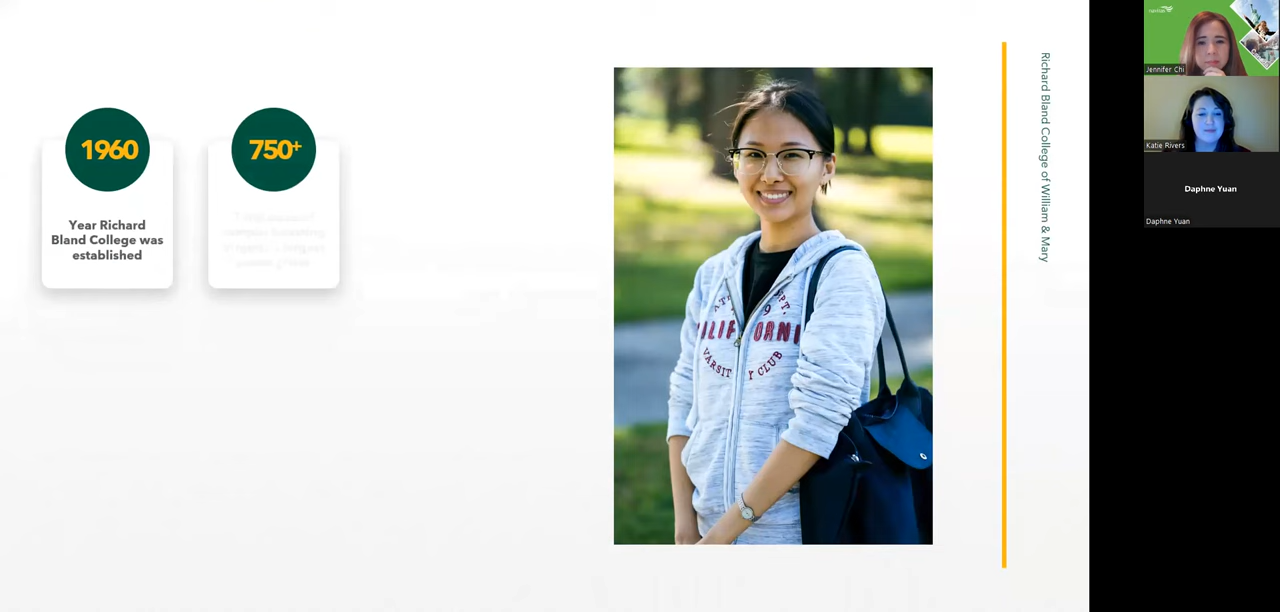 1960
750+
Year Richard
Bland College was
established
Richard Bland College of William & Mary
CALIFORNI
VARSITY CLUB
Jennifer Chi
Katie Rivers
Daphne Yuan
Daphne Yuan